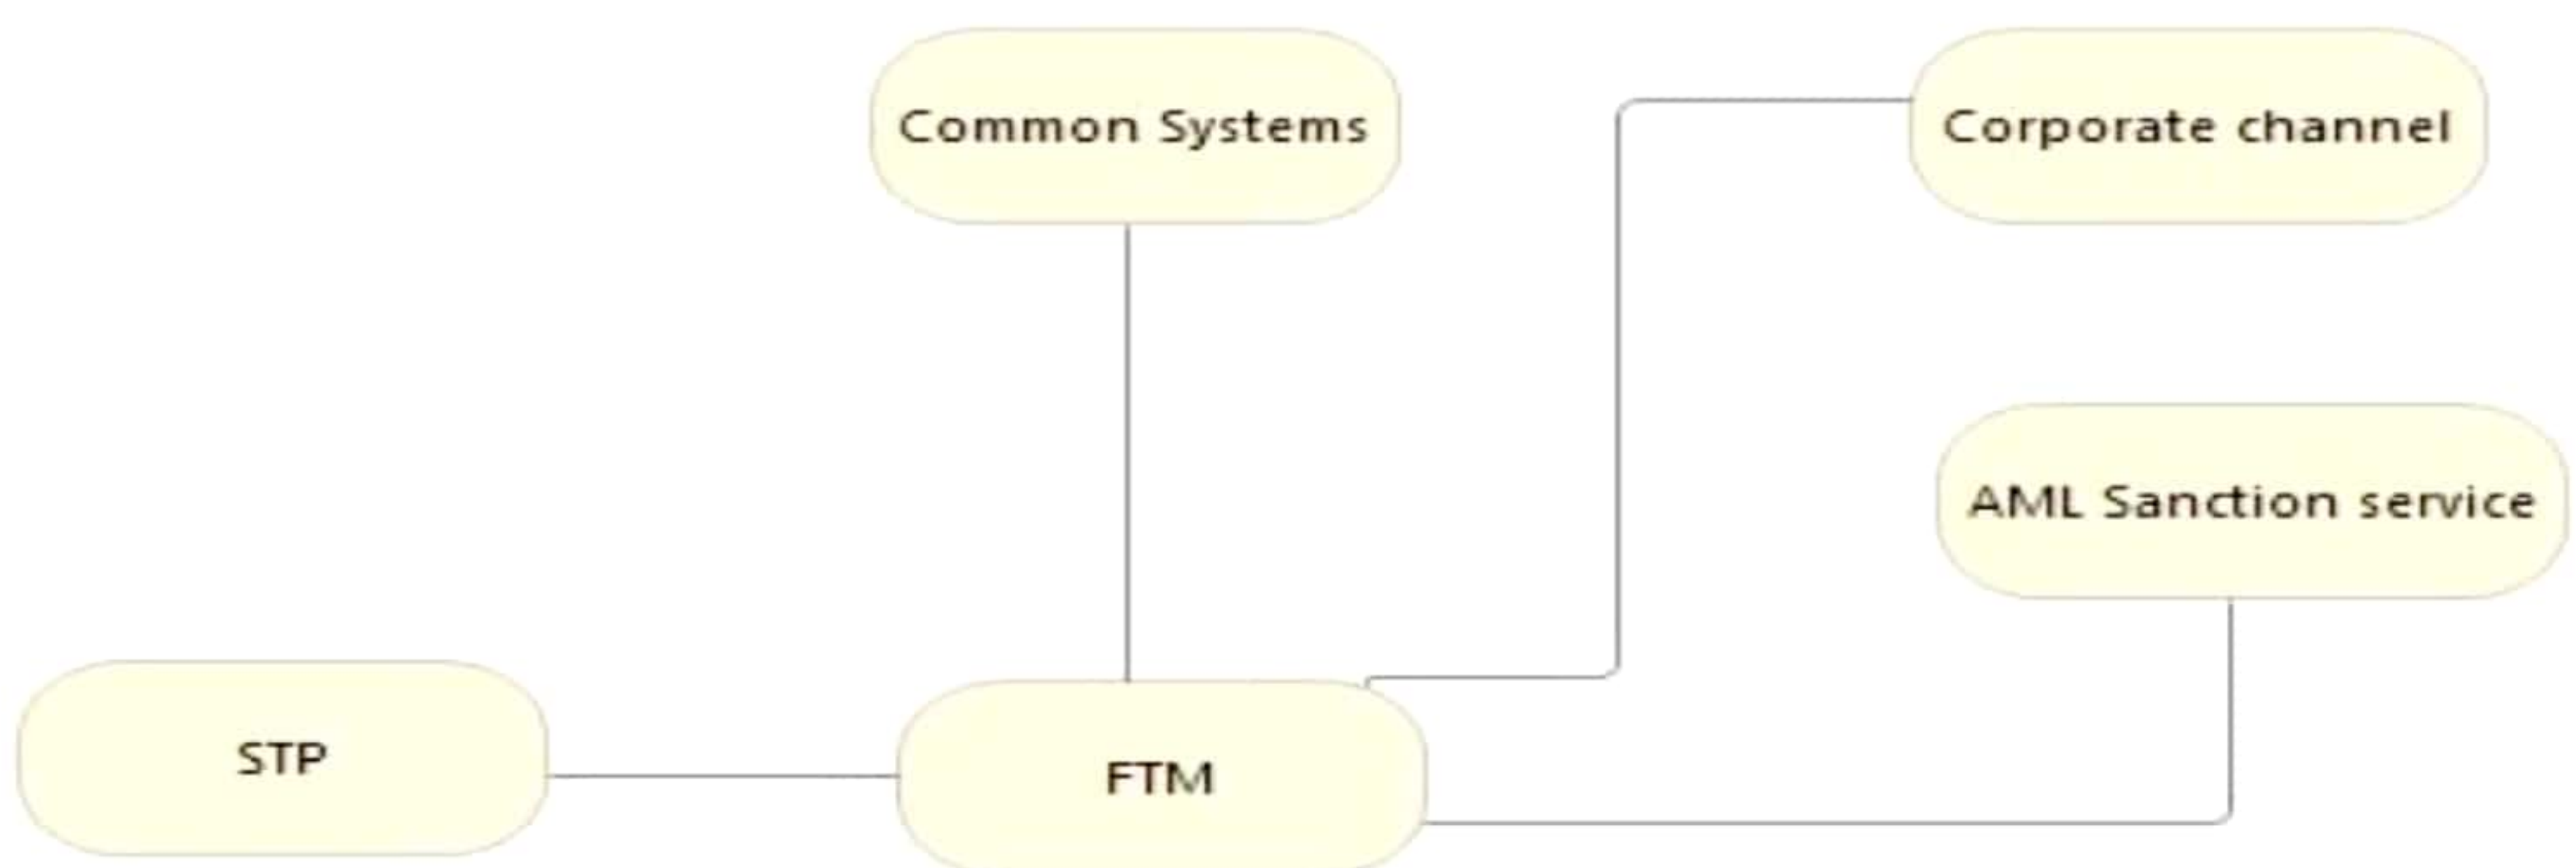 Common Systems
Corporate channel
AML Sanction service
STP
FTM